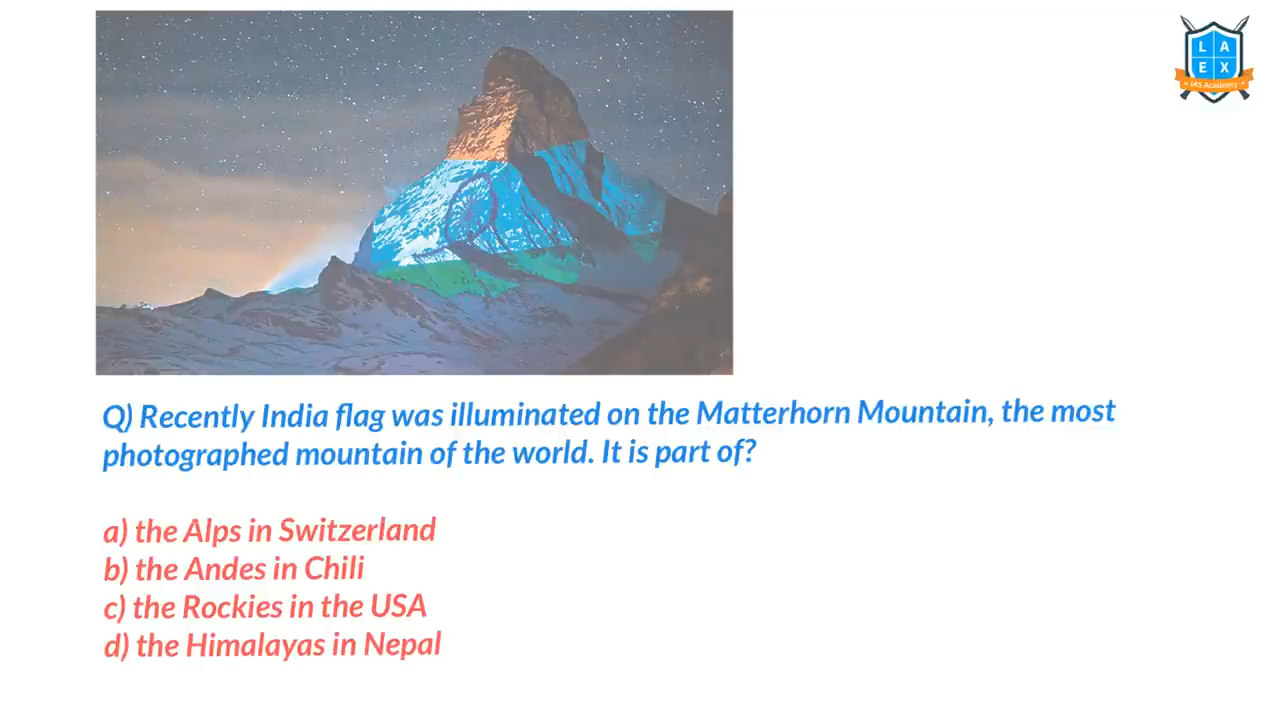 L A
E X
IAS Academy
Q) Recently India flag was illuminated on the Matterhorn Mountain, the most
photographed mountain of the world. It is part of?
a) the Alps in Switzerland
b) the Andes in Chili
c) the Rockies in the USA
d) the Himalayas in Nepal